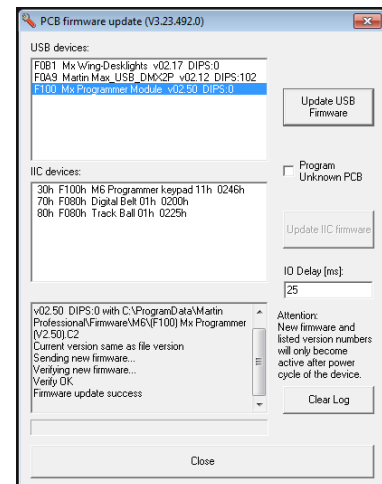 PCB firmware update (V3.23.492.0)
USB devices:
F0B1 Mx Wing-Desklights v02.17 DIPS:0
F0A9 Martin Max_USB_DMX2P v02.12 DIPS:102
F100 Mx Programmer Module v02.50 DIPS:0
Update USB
Firmware
IIC devices:
30h F100h M6 Programmer keypad 11h 0246h
70h F080h Digital Belt 01h 0200h
80h F080h Track Ball 01h 0225h
Program
Unknown PCB
Update IIC firmware
IO Delay [ms]:
25
v02.50 DIPS:0 with C:\ProgramData\Martin
Professional\Firmware\M6\(F100) Mx Programmer
(V2.50).C2
Current version same as file version
Sending new firmware...
Verifying new firmware...
Verify OK
Firmware update success
Attention:
New firmware and
listed version numbers
will only become
active after power
cycle of the device.
Clear Log
Close